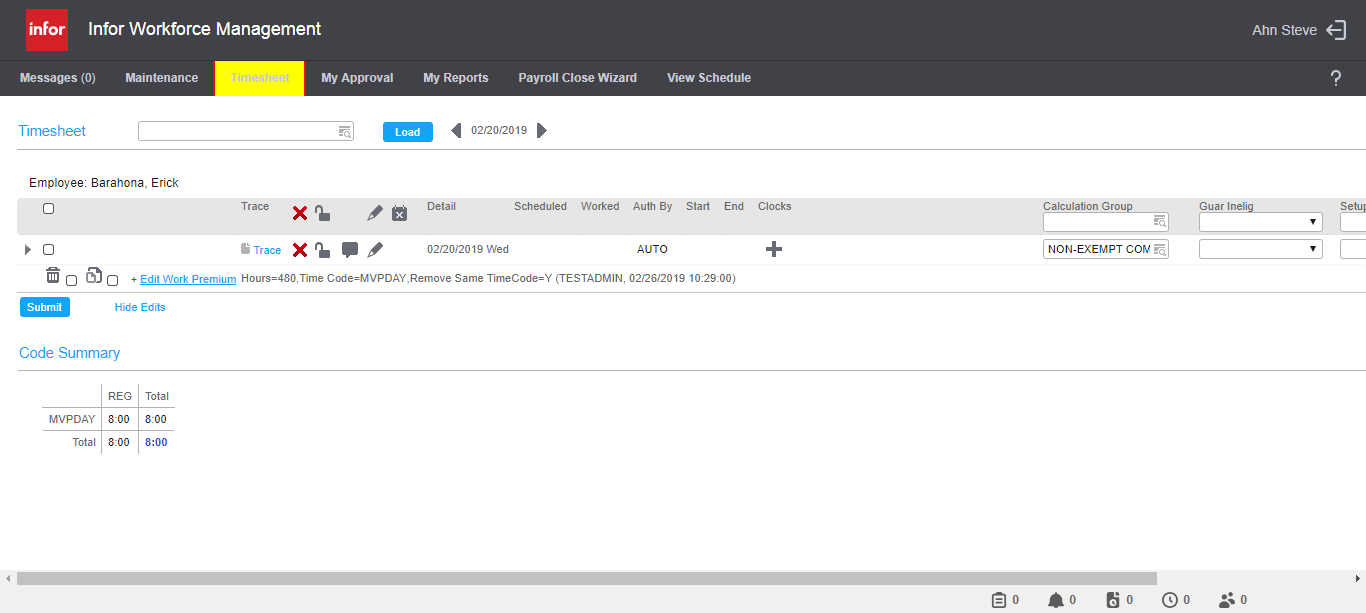 infor Infor Workforce Management Ahn Steve
Messages (0) Maintenance Timesheet My Approval My Reports Payroll Close Wizard View Schedule ?
Timesheet Load 02/20/2019
Employee: Barahona, Erick
Trace Detail Scheduled Worked Auth By Start End Clocks Calculation Group Guar Inelig Setup
Trace 02/20/2019 Wed AUTO NON-EXEMPT COM
+ Edit Work Premium Hours=480,Time Code=MVPDAY,Remove Same TimeCode=Y (TESTADMIN, 02/26/2019 10:29:00)
Submit Hide Edits
Code Summary
REG Total
MVPDAY 8:00 8:00
Total 8:00 8:00
0 0 0 0 0